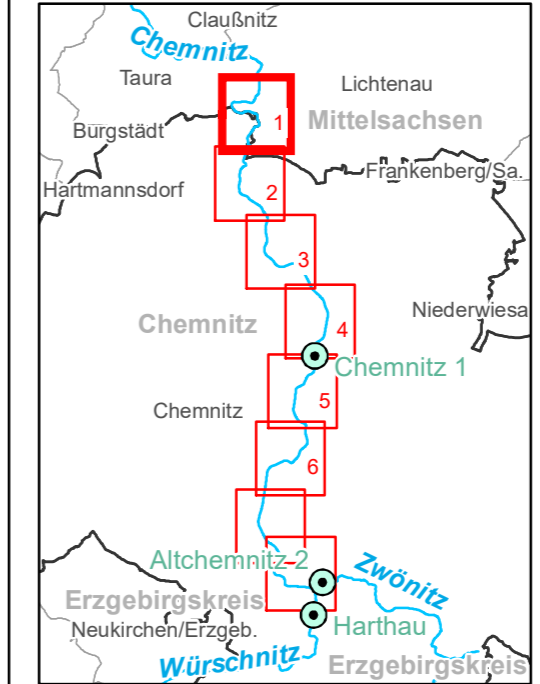 Claußnitz
Chemnitz
Taura
Lichtenau
1
Mittelsachsen
Burgstädt
Frankenberg/Sa.
Hartmannsdorf
2
3
Niederwiesa
Chemnitz
4
Chemnitz 1
5
Chemnitz
6
Altchemnitz 2
Zwönitz
Erzgebirgskreis
Harthau
Neukirchen/Erzgeb.
Würschnitz
Erzgebirgskreis